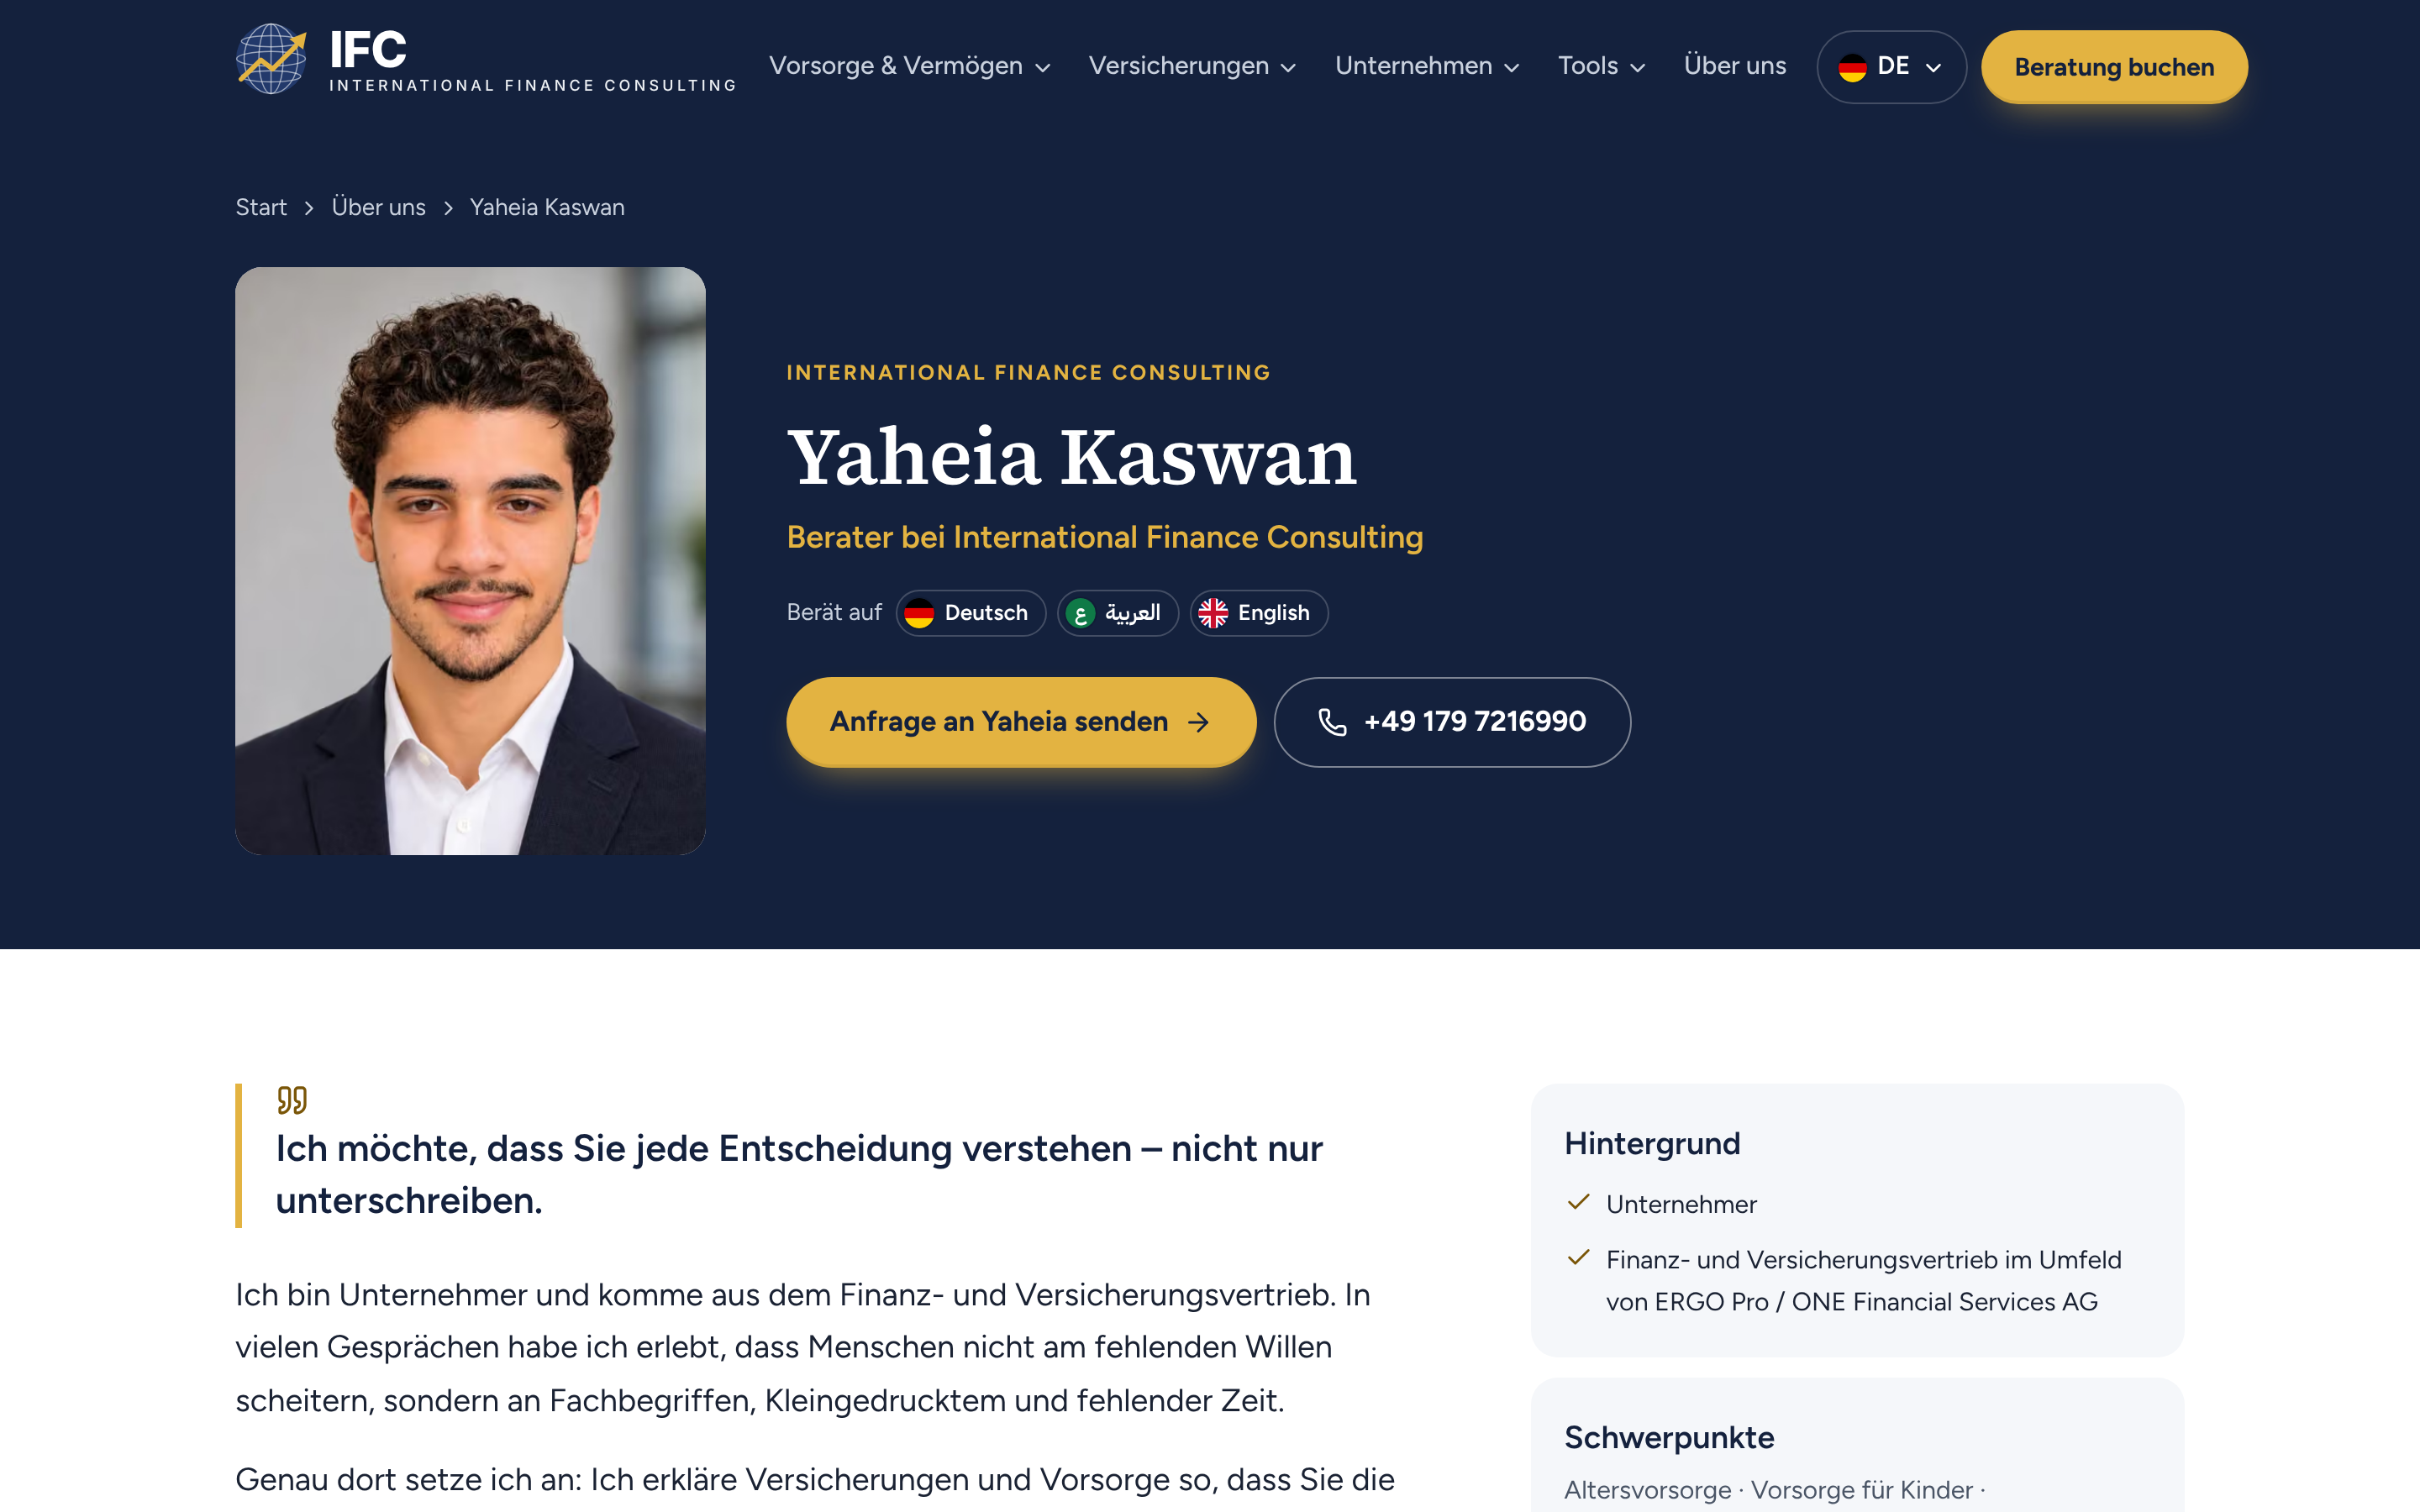 IFC
INTERNATIONAL FINANCE CONSULTING
Vorsorge & Vermögen
Versicherungen
Unternehmen
Tools
Über uns
DE
Beratung buchen
Start > Über uns > Yaheia Kaswan
INTERNATIONAL FINANCE CONSULTING
Yaheia Kaswan
Berater bei International Finance Consulting
Berät auf
Deutsch
ع العربية
English
Anfrage an Yaheia senden →
+49 179 7216990
Ich möchte, dass Sie jede Entscheidung verstehen – nicht nur
unterschreiben.
Ich bin Unternehmer und komme aus dem Finanz- und Versicherungsvertrieb. In
vielen Gesprächen habe ich erlebt, dass Menschen nicht am fehlenden Willen
scheitern, sondern an Fachbegriffen, Kleingedrucktem und fehlender Zeit.
Genau dort setze ich an: Ich erkläre Versicherungen und Vorsorge so, dass Sie die
Hintergrund
Unternehmer
Finanz- und Versicherungsvertrieb im Umfeld
von ERGO Pro / ONE Financial Services AG
Schwerpunkte
Altersvorsorge · Vorsorge für Kinder ·